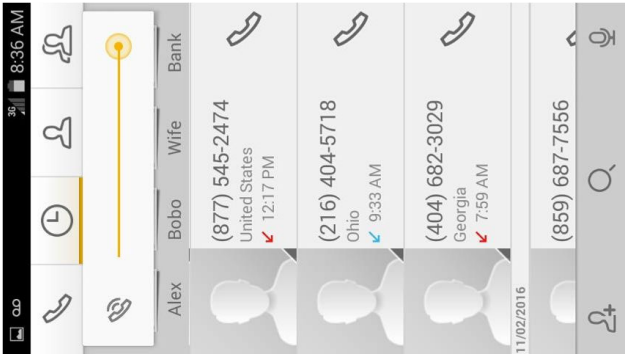 3G 8:36 AM
Alex Bobo Wife Bank
(877) 545-2474
United States
12:17 PM
(216) 404-5718
Ohio
9:33 AM
(404) 682-3029
Georgia
7:59 AM
11/02/2016
(859) 687-7556